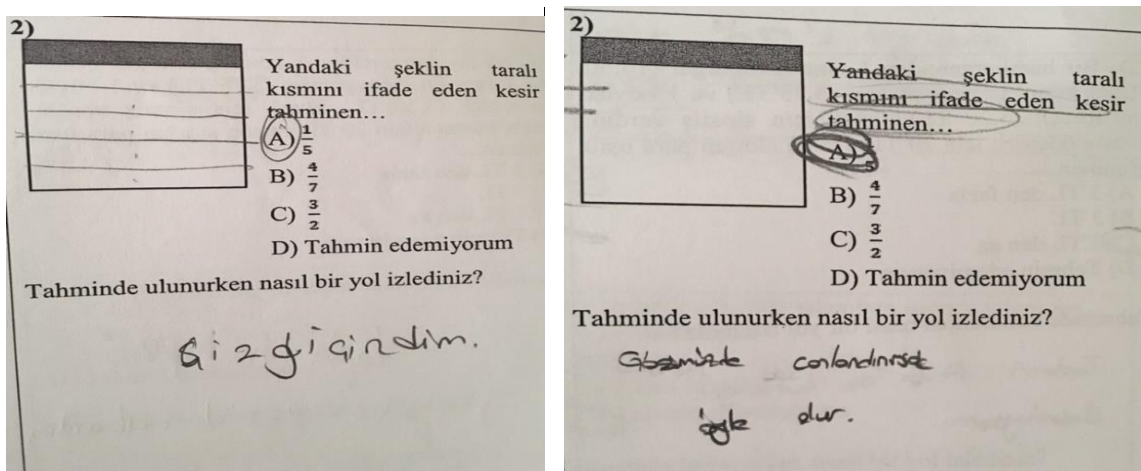 2)
Yandaki şeklin taralı
kısmını ifade eden kesir
tahminen...
A) 1/5
B) 4/7
C) 3/2
D) Tahmin edemiyorum
Tahminde ulunurken nasıl bir yol izlediniz?
Çizgi çizdim.
2)
Yandaki şeklin taralı
kısmını ifade eden kesir
tahminen...
A)
B) 4/7
C) 3/2
D) Tahmin edemiyorum
Tahminde ulunurken nasıl bir yol izlediniz?
Gözümüzde canlandırırsak
öyle olur.